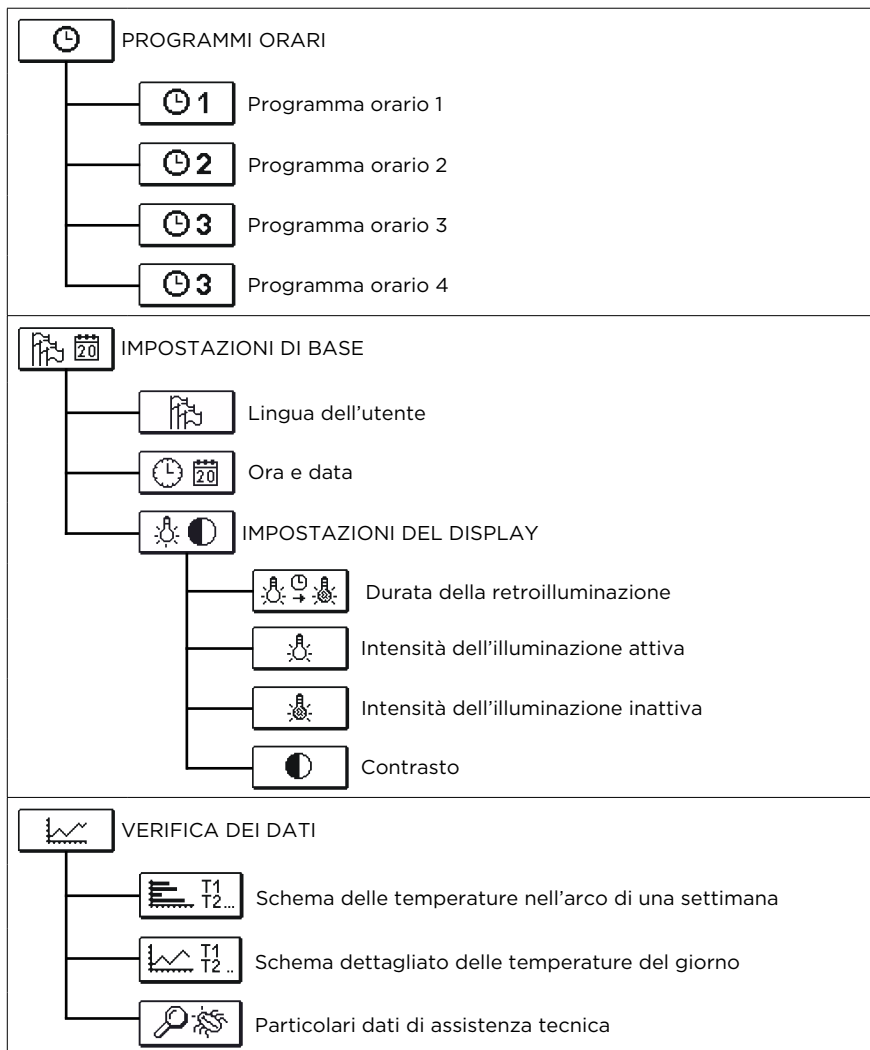 PROGRAMMI ORARI
1 Programma orario 1
2 Programma orario 2
3 Programma orario 3
3 Programma orario 4
20 IMPOSTAZIONI DI BASE
Lingua dell'utente
20 Ora e data
IMPOSTAZIONI DEL DISPLAY
Durata della retroilluminazione
Intensità dell'illuminazione attiva
Intensità dell'illuminazione inattiva
Contrasto
VERIFICA DEI DATI
T1
T2... Schema delle temperature nell'arco di una settimana
T1
T2 .. Schema dettagliato delle temperature del giorno
Particolari dati di assistenza tecnica